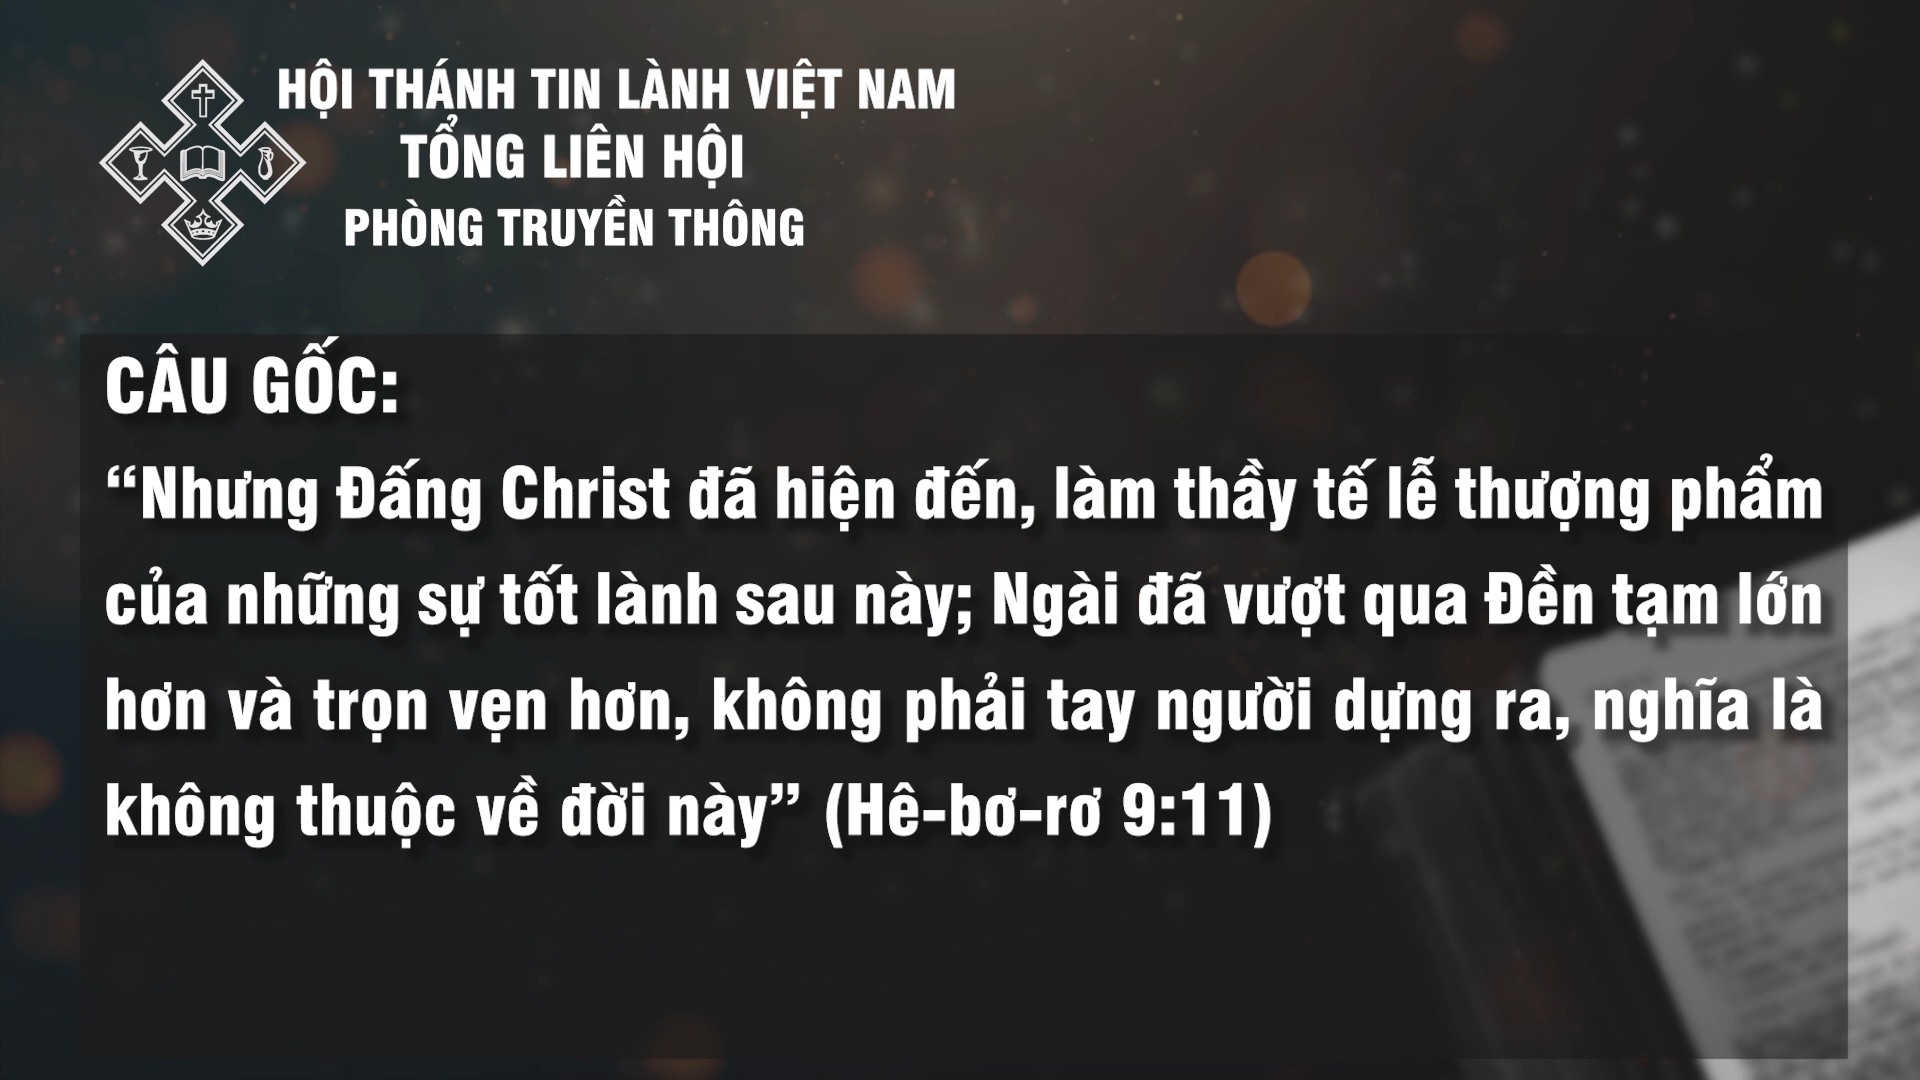 HỘI THÁNH TIN LÀNH VIỆT NAM
TỔNG LIÊN HỘI
PHÒNG TRUYỀN THÔNG
CÂU GỐC:
“Nhưng Đấng Christ đã hiện đến, làm thầy tế lễ thượng phẩm
của những sự tốt lành sau này; Ngài đã vượt qua Đền tạm lớn
hơn và trọn vẹn hơn, không phải tay người dựng ra, nghĩa là
không thuộc về đời này” (Hê-bơ-rơ 9:11)